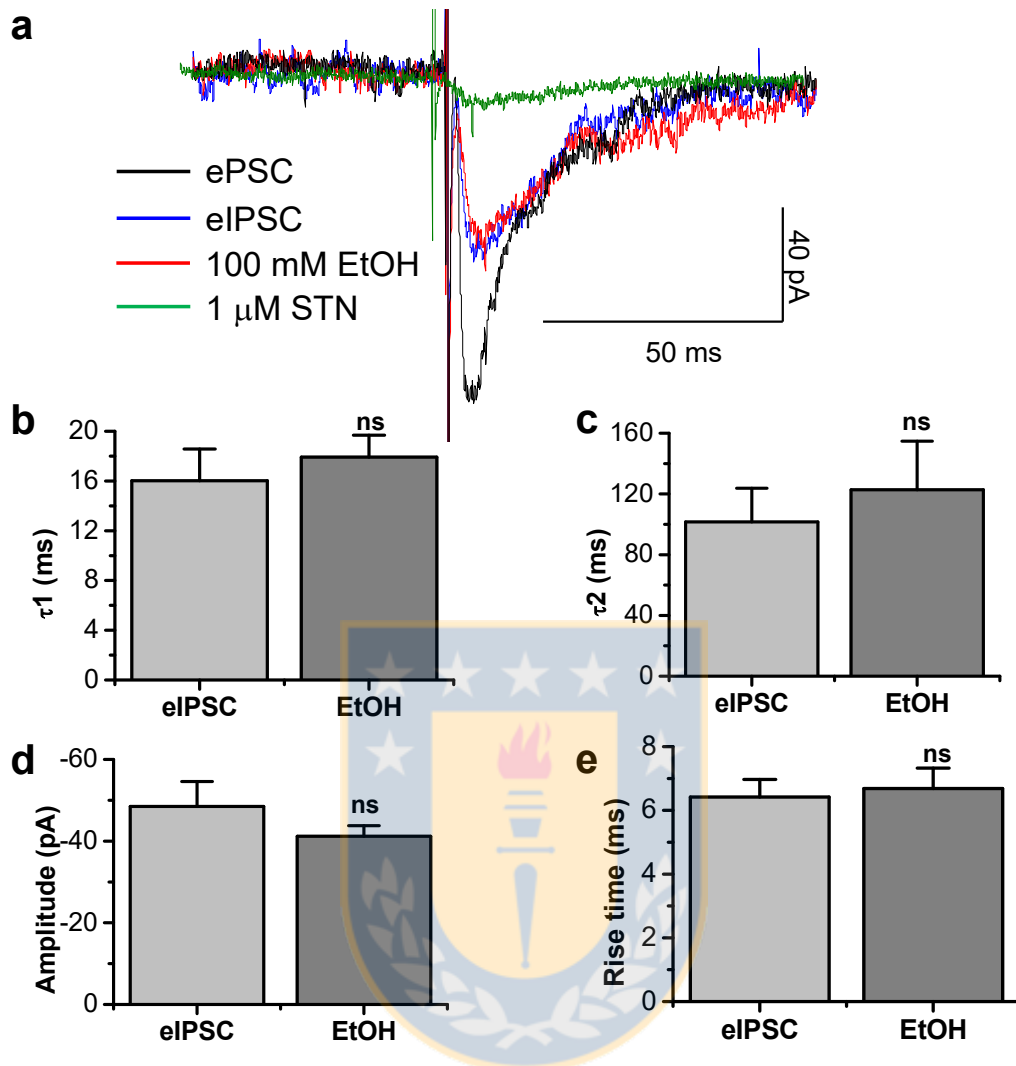 a
ePSC
eIPSC
100 mM EtOH
1 μM STN
40 pA
50 ms
b
ns
20
16
12
8
4
0
τ1 (ms)
eIPSC
EtOH
c
ns
160
120
80
40
0
τ2 (ms)
eIPSC
EtOH
d
ns
-60
-40
-20
0
Amplitude (pA)
eIPSC
EtOH
e
ns
8
6
4
2
0
Rise time (ms)
eIPSC
EtOH